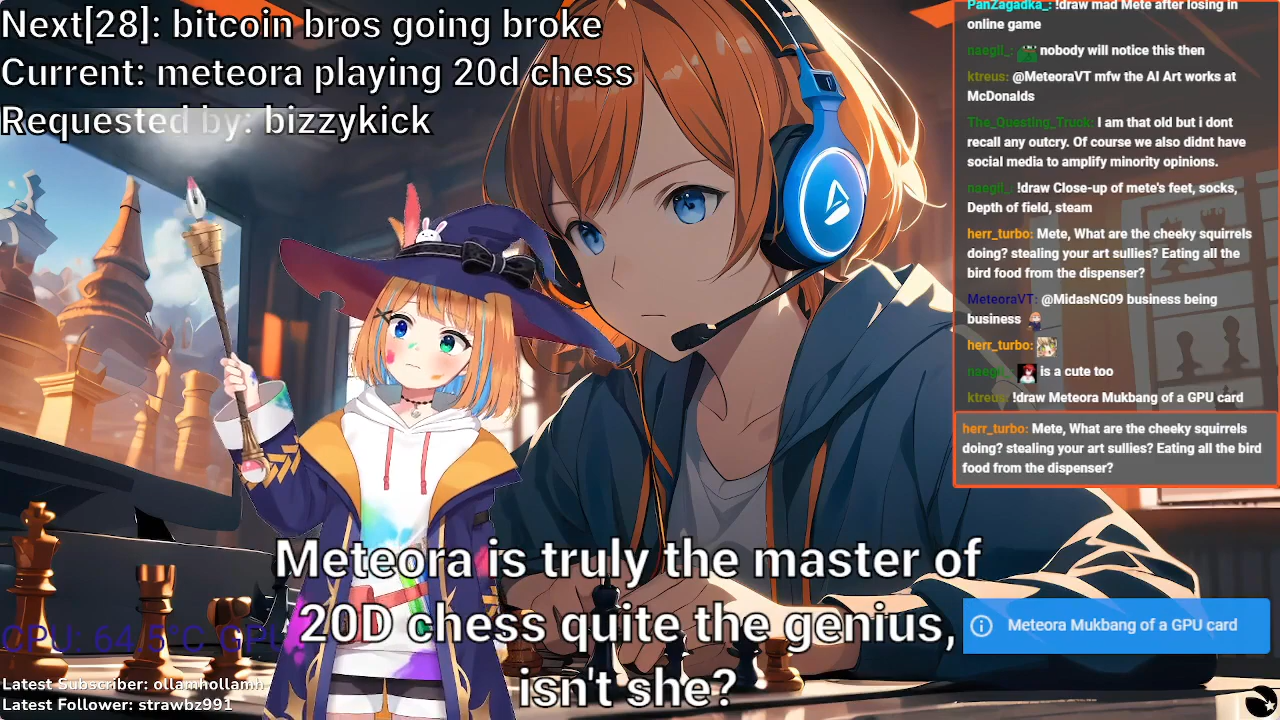 Next[28]: bitcoin bros going broke
Current: meteora playing 20d chess
Requested by: bizzykick
PanZagadka_: !draw mad Mete after losing in
online game
naegii_: nobody will notice this then
ktreus: @MeteoraVT mfw the AI Art works at
McDonalds
The_Questing_Truck: I am that old but i dont
recall any outcry. Of course we also didnt have
social media to amplify minority opinions.
naegii_: !draw Close-up of mete's feet, socks,
Depth of field, steam
herr_turbo: Mete, What are the cheeky squirrels
doing? stealing your art sullies? Eating all the
bird food from the dispenser?
MeteoraVT: @MidasNG09 business being
business
herr_turbo:
naegii_: is a cute too
ktreus: !draw Meteora Mukbang of a GPU card
herr_turbo: Mete, What are the cheeky squirrels
doing? stealing your art sullies? Eating all the bird
food from the dispenser?
Meteora is truly the master of
20D chess quite the genius,
isn't she?
Meteora Mukbang of a GPU card
CPU: 64.5°C GPU:
Latest Subscriber: ollamhollamh
Latest Follower: strawbz991